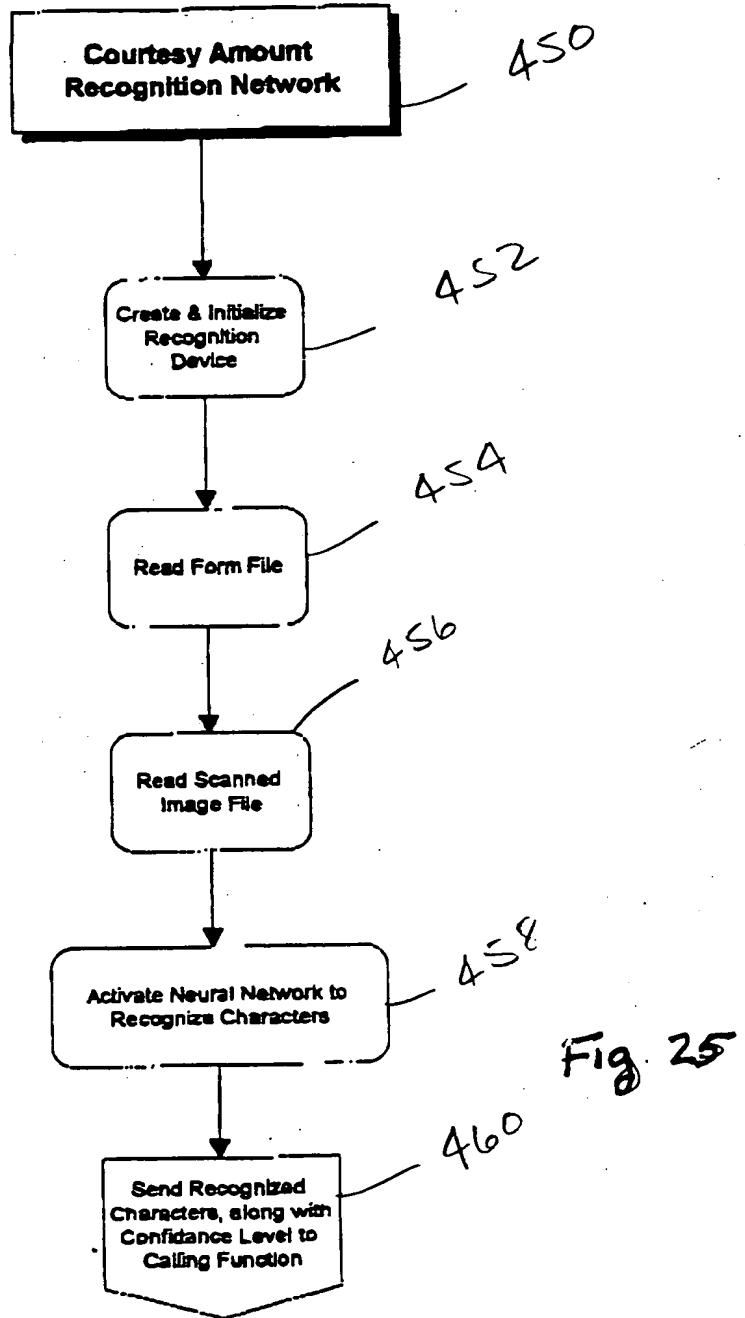 Courtesy Amount
Recognition Network
450
Create & Initialize
Recognition
Device
452
Read Form File
454
Read Scanned
Image File
456
Activate Neural Network to
Recognize Characters
458
Fig. 25
Send Recognized
Characters, along with
Confidance Level to
Calling Function
460